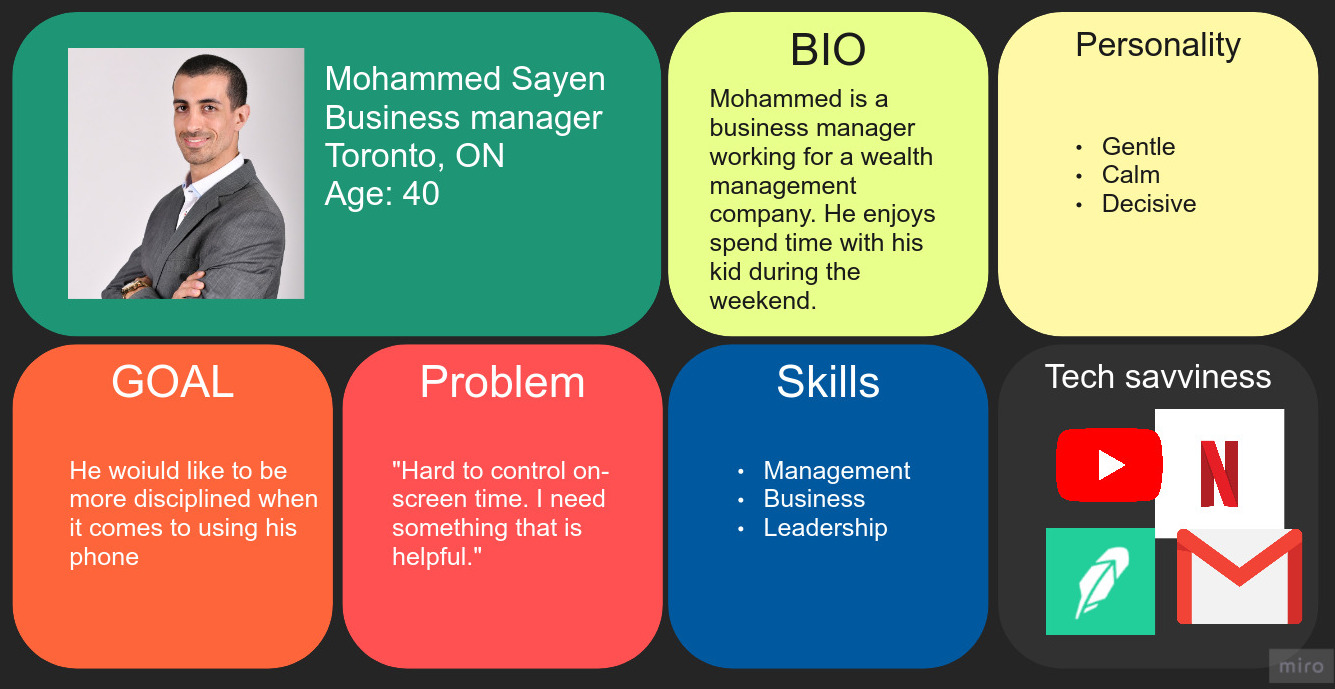 Mohammed Sayen
Business manager
Toronto, ON
Age: 40
BIO
Mohammed is a
business manager
working for a wealth
management
company. He enjoys
spend time with his
kid during the
weekend.
Personality
• Gentle
• Calm
• Decisive
GOAL
He woiuld like to be
more disciplined when
it comes to using his
phone
Problem
"Hard to control on-
screen time. I need
something that is
helpful."
Skills
• Management
• Business
• Leadership
Tech savviness
N
miro